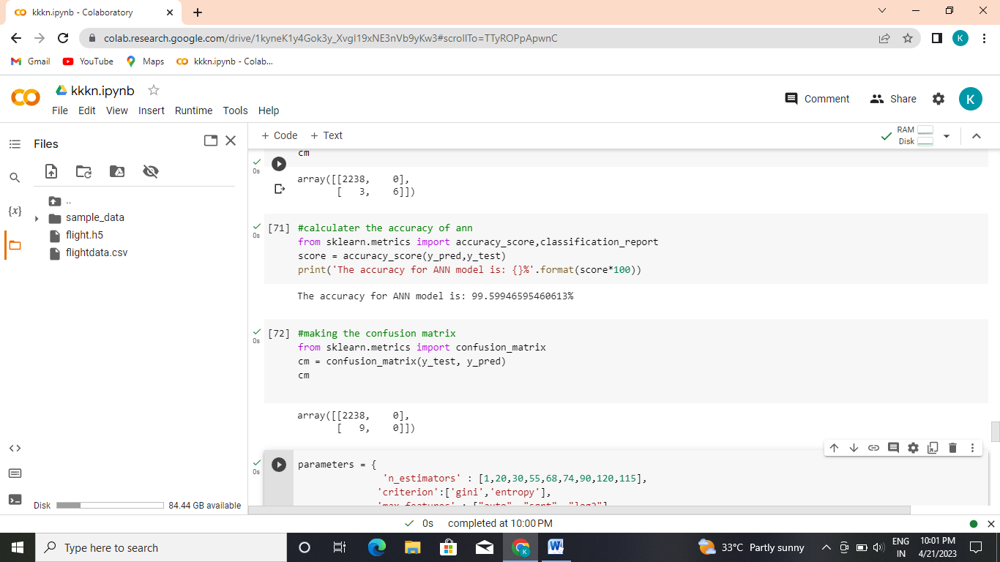 kkkn.ipynb - Colaboratory
colab.research.google.com/drive/1kyneK1y4Gok3y_XvgI19xNE3nVb9yKw3#scrollTo=TTyROPpApwnC
K
Gmail YouTube Maps kkkn.ipynb - Colab...
kkkn.ipynb
File Edit View Insert Runtime Tools Help
Comment Share K
Files
+ Code + Text
RAM
Disk
{x}
..
sample_data
flight.h5
flightdata.csv
Disk 84.44 GB available
cm
0s
array([[2238, 0],
[ 3, 6]])
0s
[71] #calculater the accuracy of ann
from sklearn.metrics import accuracy_score,classification_report
score = accuracy_score(y_pred,y_test)
print('The accuracy for ANN model is: {}%'.format(score*100))
The accuracy for ANN model is: 99.59946595460613%
0s
[72] #making the confusion matrix
from sklearn.metrics import confusion_matrix
cm = confusion_matrix(y_test, y_pred)
cm
array([[2238, 0],
[ 9, 0]])
0s
parameters = {
'n_estimators' : [1,20,30,55,68,74,90,120,115],
'criterion':['gini','entropy'],
'max_features' : ["auto", "sqrt", "log2"]
0s completed at 10:00 PM
Type here to search
33°C Partly sunny
ENG
IN
10:01 PM
4/21/2023